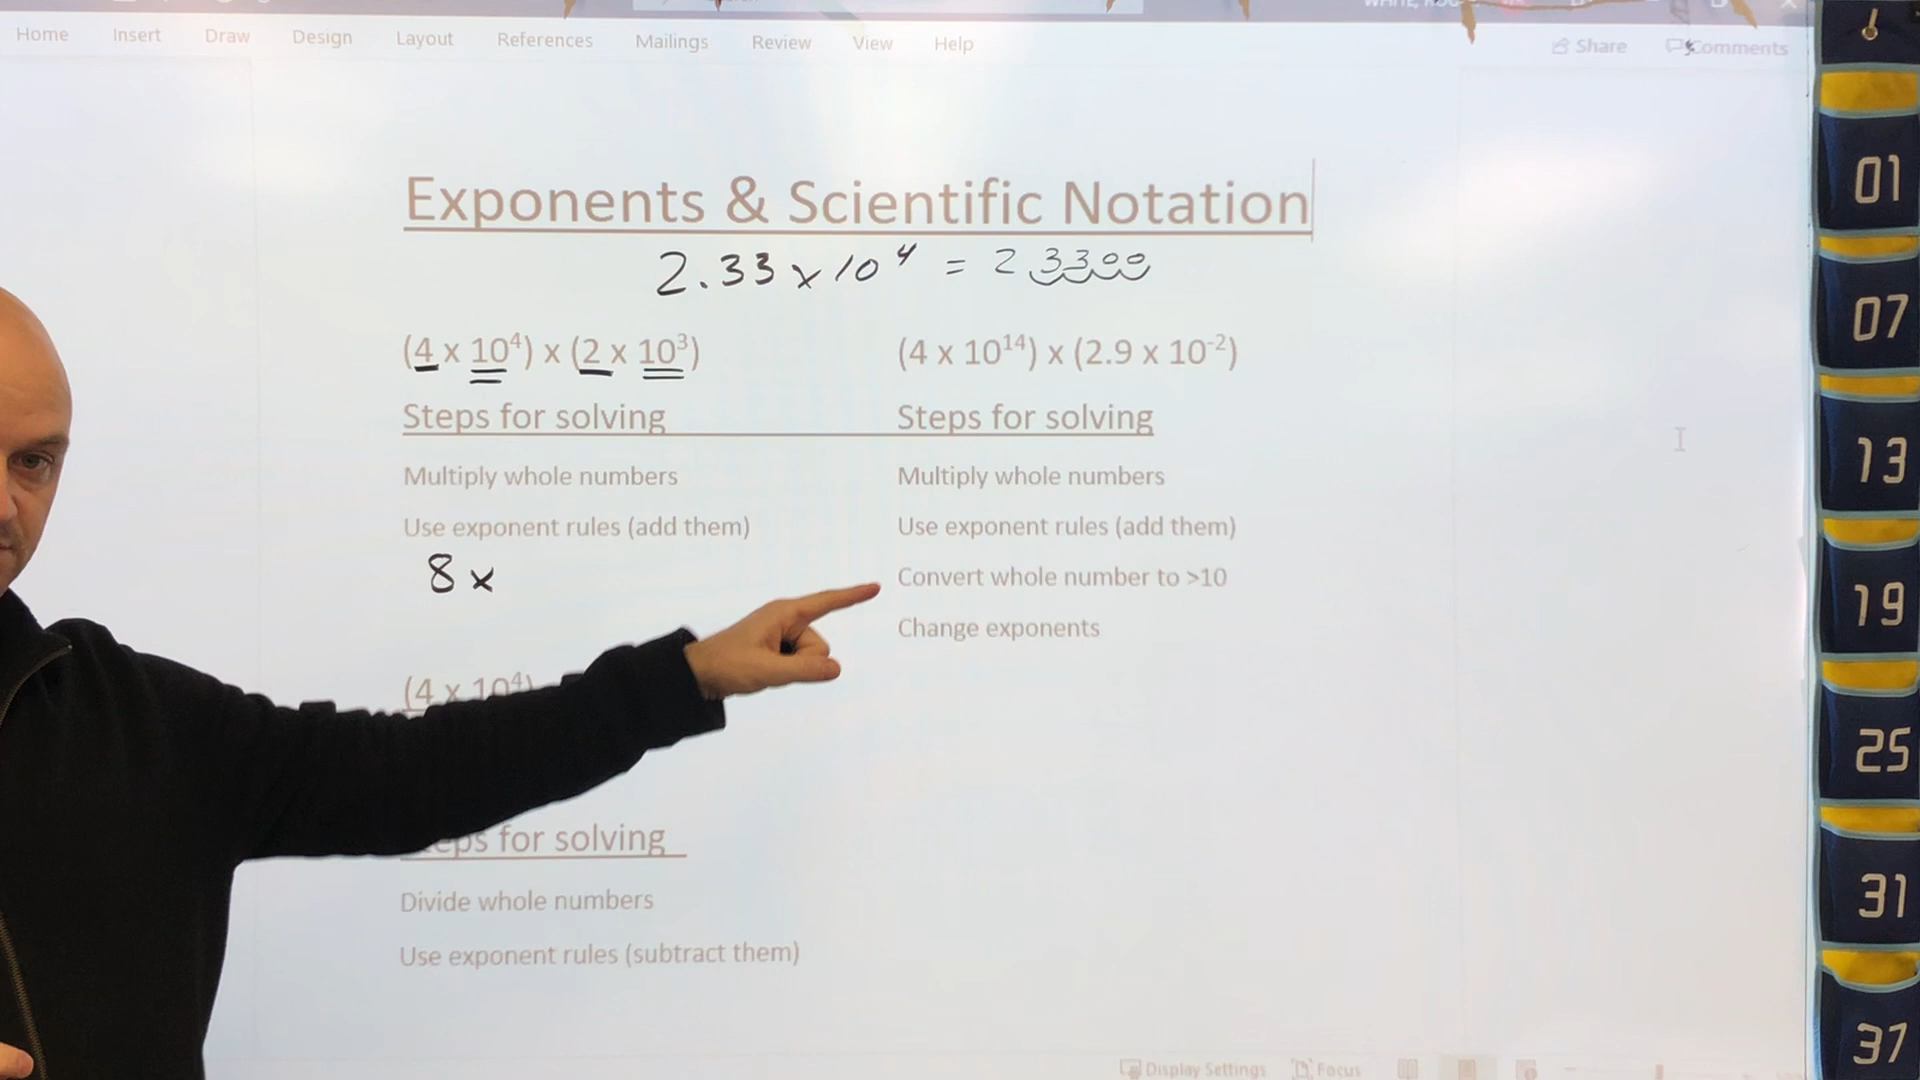 Home Insert Draw Design Layout References Mailings Review View Help Share Comments
Exponents & Scientific Notation
2.33 x 10⁴ = 23300
(4 x 10⁴) x (2 x 10³)
Steps for solving
Multiply whole numbers
Use exponent rules (add them)
8 x
(4 x 10¹⁴) x (2.9 x 10⁻²)
Steps for solving
Multiply whole numbers
Use exponent rules (add them)
Convert whole number to >10
Change exponents
(4 x 10⁴)
for solving
Divide whole numbers
Use exponent rules (subtract them)
Display Settings Focus
01
07
13
19
25
31
37